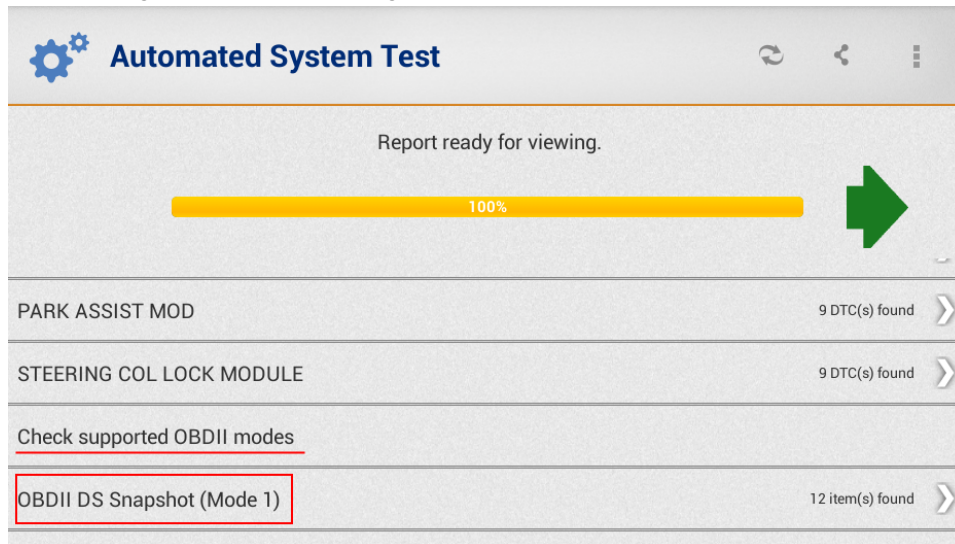 Automated System Test
Report ready for viewing.
100%
PARK ASSIST MOD 9 DTC(s) found
STEERING COL LOCK MODULE 9 DTC(s) found
Check supported OBDII modes
OBDII DS Snapshot (Mode 1) 12 item(s) found